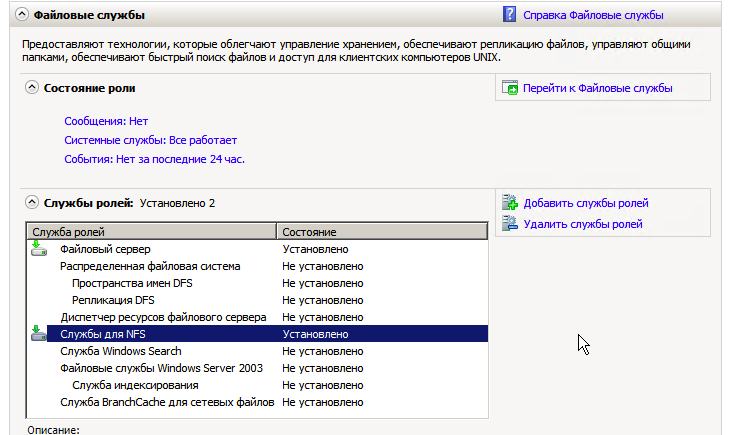 Файловые службы
Справка Файловые службы
Предоставляют технологии, которые облегчают управление хранением, обеспечивают репликацию файлов, управляют общими
папками, обеспечивают быстрый поиск файлов и доступ для клиентских компьютеров UNIX.
Состояние роли
Перейти к Файловые службы
Сообщения: Нет
Системные службы: Все работает
События: Нет за последние 24 час.
Службы ролей: Установлено 2
Добавить службы ролей
Удалить службы ролей
Служба ролей Состояние
Файловый сервер Установлено
Распределенная файловая система Не установлено
Пространства имен DFS Не установлено
Репликация DFS Не установлено
Диспетчер ресурсов файлового сервера Не установлено
Службы для NFS Установлено
Служба Windows Search Не установлено
Файловые службы Windows Server 2003 Не установлено
Служба индексирования Не установлено
Служба BranchCache для сетевых файлов Не установлено
Описание: